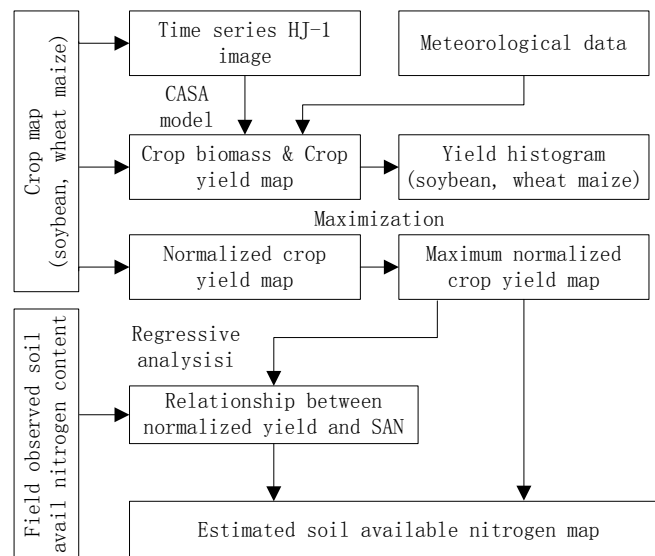 Time series HJ-1
image
Meteorological data
CASA
model
Crop map
(soybean, wheat maize)
Crop biomass & Crop
yield map
Yield histogram
(soybean, wheat maize)
Maximization
Normalized crop
yield map
Maximum normalized
crop yield map
Regressive
analysisi
Field observed soil
avail nitrogen content
Relationship between
normalized yield and SAN
Estimated soil available nitrogen map